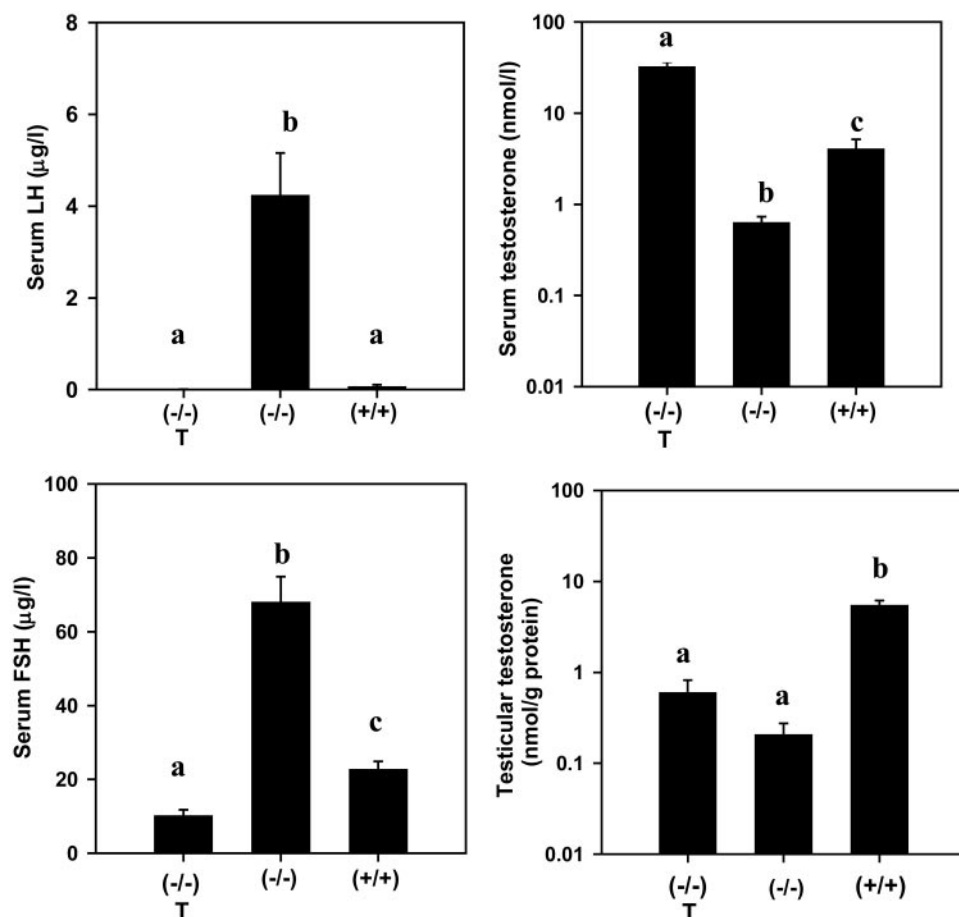 Serum LH (μg/l)
8
6
4
2
0
a
b
a
(-/-)
T
(-/-)
(+/+)
Serum testosterone (nmol/l)
100
10
1
0.1
0.01
a
b
c
(-/-)
T
(-/-)
(+/+)
Serum FSH (μg/l)
100
80
60
40
20
0
a
b
c
(-/-)
T
(-/-)
(+/+)
Testicular testosterone
(nmol/g protein)
100
10
1
0.1
0.01
a
a
b
(-/-)
T
(-/-)
(+/+)